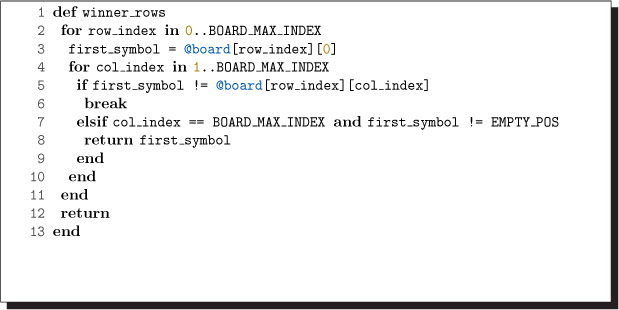 1 def winner_rows
2 for row_index in 0..BOARD_MAX_INDEX
3 first_symbol = @board[row_index][0]
4 for col_index in 1..BOARD_MAX_INDEX
5 if first_symbol != @board[row_index][col_index]
6 break
7 elsif col_index == BOARD_MAX_INDEX and first_symbol != EMPTY_POS
8 return first_symbol
9 end
10 end
11 end
12 return
13 end